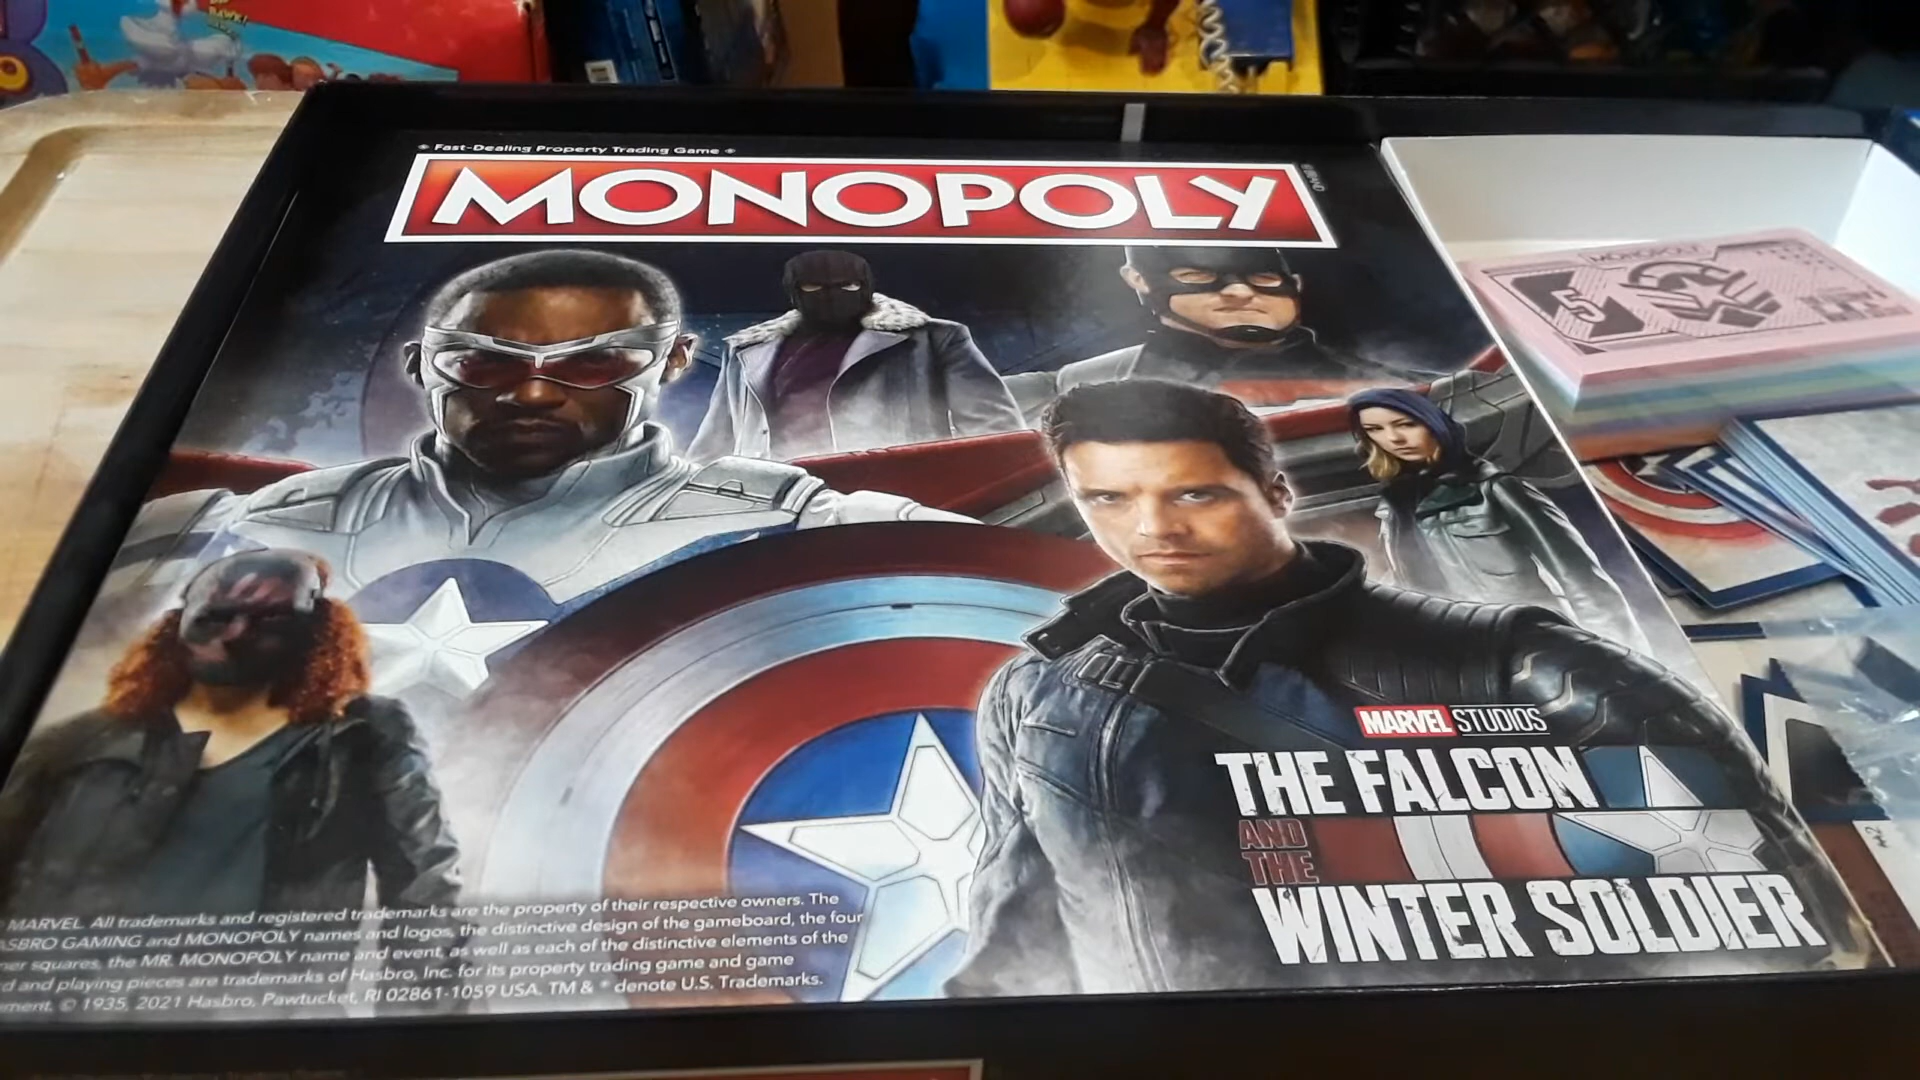 Fast-Dealing Property Trading Game
MONOPOLY
MONOPOLY
5
MARVEL STUDIOS
THE FALCON
AND
THE
WINTER SOLDIER
MARVEL. All trademarks and registered trademarks are the property of their respective owners. The
GAMING and MONOPOLY names and logos, the distinctive design of the gameboard, the four
squares, the MR. MONOPOLY name and event, as well as each of the distinctive elements of the
and playing pieces are trademarks of Hasbro, Inc. for its property trading game and game
© 1935, 2021 Hasbro, Pawtucket, RI 02861-1059 USA. TM & ® denote U.S. Trademarks.